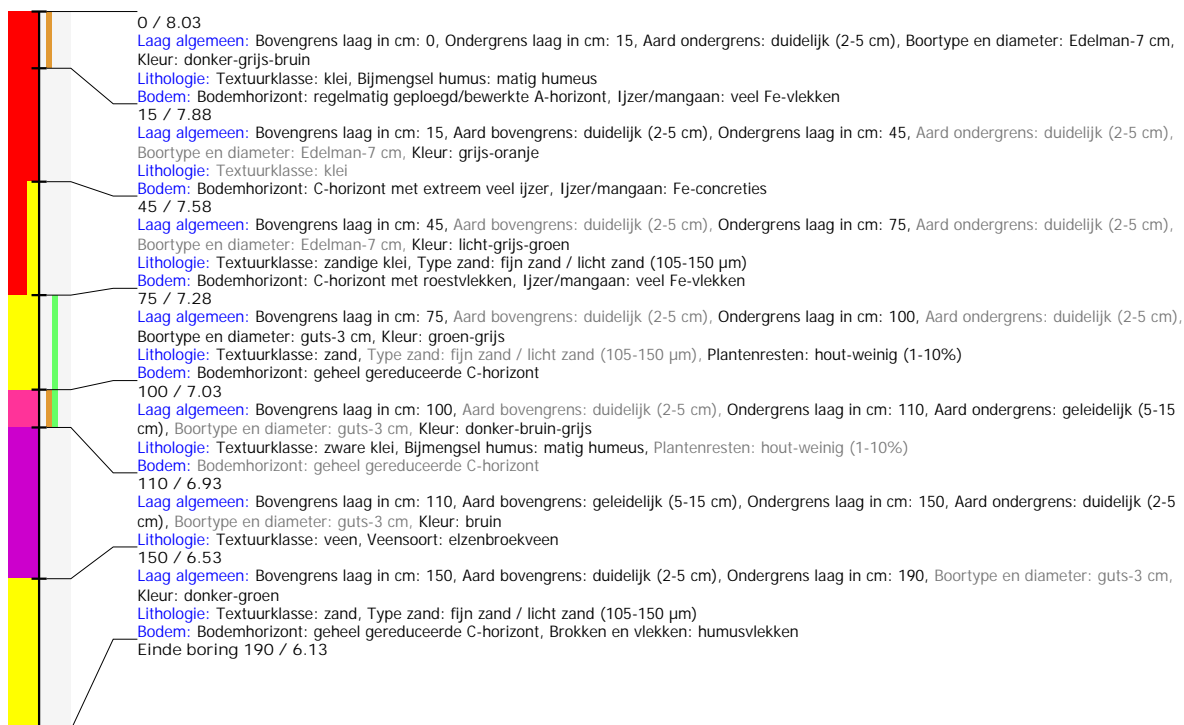 0 / 8.03
Laag algemeen: Bovengrens laag in cm: 0, Ondergrens laag in cm: 15, Aard ondergrens: duidelijk (2-5 cm), Boortype en diameter: Edelman-7 cm,
Kleur: donker-grijs-bruin
Lithologie: Textuurklasse: klei, Bijmengsel humus: matig humeus
Bodem: Bodemhorizont: regelmatig geploegd/bewerkte A-horizont, Ijzer/mangaan: veel Fe-vlekken
15 / 7.88
Laag algemeen: Bovengrens laag in cm: 15, Aard bovengrens: duidelijk (2-5 cm), Ondergrens laag in cm: 45, Aard ondergrens: duidelijk (2-5 cm),
Boortype en diameter: Edelman-7 cm, Kleur: grijs-oranje
Lithologie: Textuurklasse: klei
Bodem: Bodemhorizont: C-horizont met extreem veel ijzer, Ijzer/mangaan: Fe-concreties
45 / 7.58
Laag algemeen: Bovengrens laag in cm: 45, Aard bovengrens: duidelijk (2-5 cm), Ondergrens laag in cm: 75, Aard ondergrens: duidelijk (2-5 cm),
Boortype en diameter: Edelman-7 cm, Kleur: licht-grijs-groen
Lithologie: Textuurklasse: zandige klei, Type zand: fijn zand / licht zand (105-150 µm)
Bodem: Bodemhorizont: C-horizont met roestvlekken, Ijzer/mangaan: veel Fe-vlekken
75 / 7.28
Laag algemeen: Bovengrens laag in cm: 75, Aard bovengrens: duidelijk (2-5 cm), Ondergrens laag in cm: 100, Aard ondergrens: duidelijk (2-5 cm),
Boortype en diameter: guts-3 cm, Kleur: groen-grijs
Lithologie: Textuurklasse: zand, Type zand: fijn zand / licht zand (105-150 µm), Plantenresten: hout-weinig (1-10%)
Bodem: Bodemhorizont: geheel gereduceerde C-horizont
100 / 7.03
Laag algemeen: Bovengrens laag in cm: 100, Aard bovengrens: duidelijk (2-5 cm), Ondergrens laag in cm: 110, Aard ondergrens: geleidelijk (5-15
cm), Boortype en diameter: guts-3 cm, Kleur: donker-bruin-grijs
Lithologie: Textuurklasse: zware klei, Bijmengsel humus: matig humeus, Plantenresten: hout-weinig (1-10%)
Bodem: Bodemhorizont: geheel gereduceerde C-horizont
110 / 6.93
Laag algemeen: Bovengrens laag in cm: 110, Aard bovengrens: geleidelijk (5-15 cm), Ondergrens laag in cm: 150, Aard ondergrens: duidelijk (2-5
cm), Boortype en diameter: guts-3 cm, Kleur: bruin
Lithologie: Textuurklasse: veen, Veensoort: elzenbroekveen
150 / 6.53
Laag algemeen: Bovengrens laag in cm: 150, Aard bovengrens: duidelijk (2-5 cm), Ondergrens laag in cm: 190, Boortype en diameter: guts-3 cm,
Kleur: donker-groen
Lithologie: Textuurklasse: zand, Type zand: fijn zand / licht zand (105-150 µm)
Bodem: Bodemhorizont: geheel gereduceerde C-horizont, Brokken en vlekken: humusvlekken
Einde boring 190 / 6.13